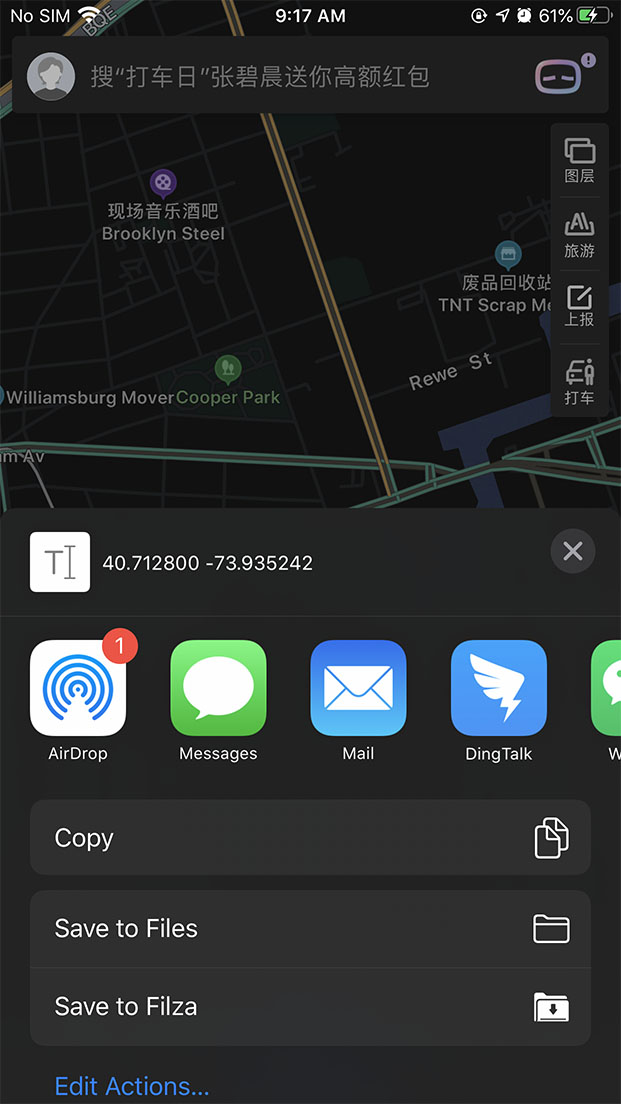 No SIM
9:17 AM
61%
BQE
搜“打车日”张碧晨送你高额红包
图层
旅游
上报
打车
现场音乐酒吧
Brooklyn Steel
废品回收站
TNT Scrap Me
Rewe St
Williamsburg Mover
Cooper Park
m Av
40.712800 -73.935242
1
AirDrop
Messages
Mail
DingTalk
W
Copy
Save to Files
Save to Filza
Edit Actions...